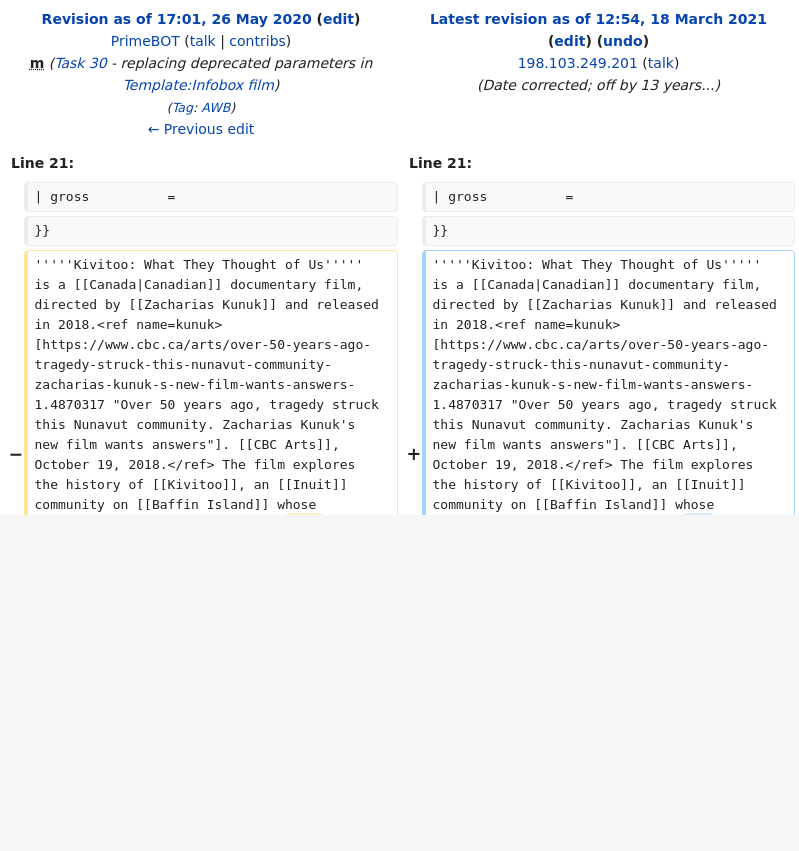 Revision as of 17:01, 26 May 2020 (edit)
PrimeBOT (talk | contribs)
m (Task 30 - replacing deprecated parameters in
Template:Infobox film)
(Tag: AWB)
← Previous edit
Latest revision as of 12:54, 18 March 2021
(edit) (undo)
198.103.249.201 (talk)
(Date corrected; off by 13 years...)
Line 21:
Line 21:
| gross          =
| gross          =
}}
}}
−
'''''Kivitoo: What They Thought of Us'''''
is a [[Canada|Canadian]] documentary film,
directed by [[Zacharias Kunuk]] and released
in 2018.<ref name=kunuk>
[https://www.cbc.ca/arts/over-50-years-ago-
tragedy-struck-this-nunavut-community-
zacharias-kunuk-s-new-film-wants-answers-
1.4870317 "Over 50 years ago, tragedy struck
this Nunavut community. Zacharias Kunuk's
new film wants answers"]. [[CBC Arts]],
October 19, 2018.</ref> The film explores
the history of [[Kivitoo]], an [[Inuit]]
community on [[Baffin Island]] whose
+
'''''Kivitoo: What They Thought of Us'''''
is a [[Canada|Canadian]] documentary film,
directed by [[Zacharias Kunuk]] and released
in 2018.<ref name=kunuk>
[https://www.cbc.ca/arts/over-50-years-ago-
tragedy-struck-this-nunavut-community-
zacharias-kunuk-s-new-film-wants-answers-
1.4870317 "Over 50 years ago, tragedy struck
this Nunavut community. Zacharias Kunuk's
new film wants answers"]. [[CBC Arts]],
October 19, 2018.</ref> The film explores
the history of [[Kivitoo]], an [[Inuit]]
community on [[Baffin Island]] whose